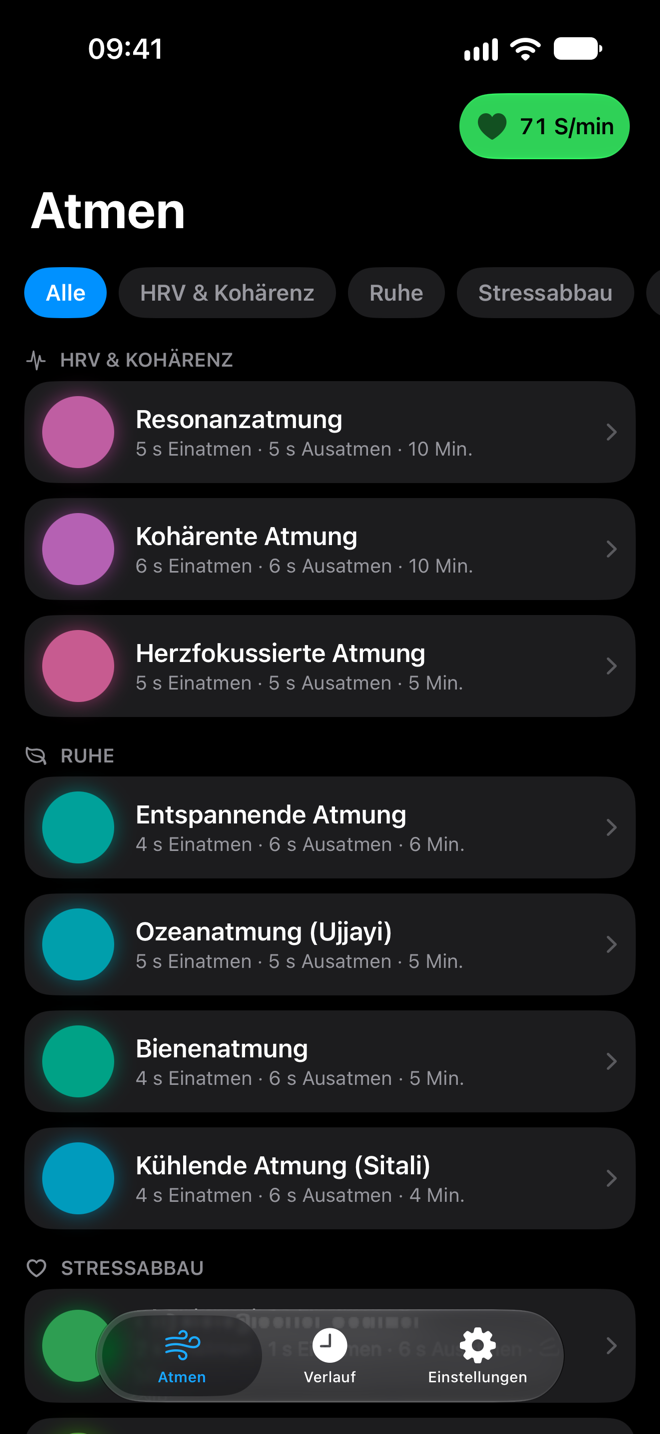 09:41
71 S/min
Atmen
Alle
HRV & Kohärenz
Ruhe
Stressabbau
HRV & KOHÄRENZ
Resonanzatmung
5 s Einatmen · 5 s Ausatmen · 10 Min.
Kohärente Atmung
6 s Einatmen · 6 s Ausatmen · 10 Min.
Herzfokussierte Atmung
5 s Einatmen · 5 s Ausatmen · 5 Min.
RUHE
Entspannende Atmung
4 s Einatmen · 6 s Ausatmen · 6 Min.
Ozeanatmung (Ujjayi)
5 s Einatmen · 5 s Ausatmen · 5 Min.
Bienenatmung
4 s Einatmen · 6 s Ausatmen · 5 Min.
Kühlende Atmung (Sitali)
4 s Einatmen · 6 s Ausatmen · 4 Min.
STRESSABBAU
Atmen
Verlauf
Einstellungen